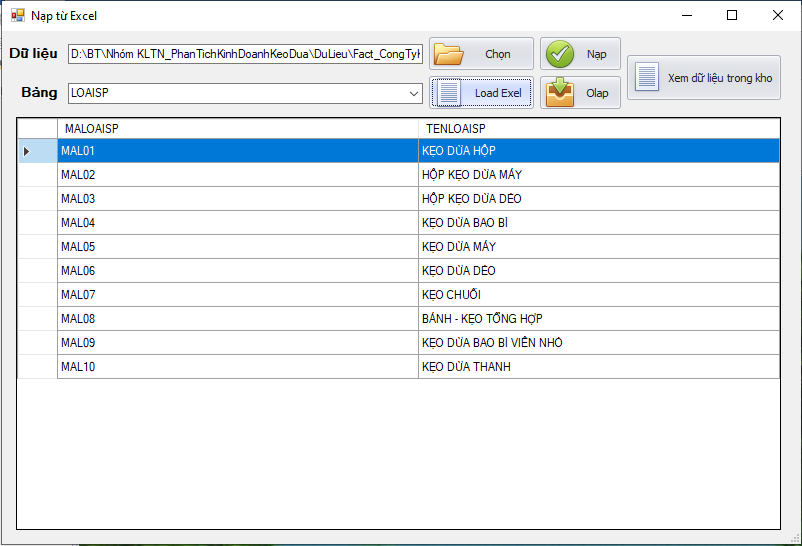 Nạp từ Excel
Dữ liệu D:\BT\Nhóm KLTN_PhanTichKinhDoanhKeoDua\DuLieu\Fact_CongTy Chọn Nạp
Xem dữ liệu trong kho
Bảng LOAISP Load Exel Olap
MALOAISP TENLOAISP
MAL01 KẸO DỪA HỘP
MAL02 HỘP KẸO DỪA MÁY
MAL03 HỘP KẸO DỪA DẺO
MAL04 KẸO DỪA BAO BÌ
MAL05 KẸO DỪA MÁY
MAL06 KẸO DỪA DẺO
MAL07 KẸO CHUỐI
MAL08 BÁNH - KẸO TỔNG HỢP
MAL09 KẸO DỪA BAO BÌ VIÊN NHỎ
MAL10 KẸO DỪA THANH